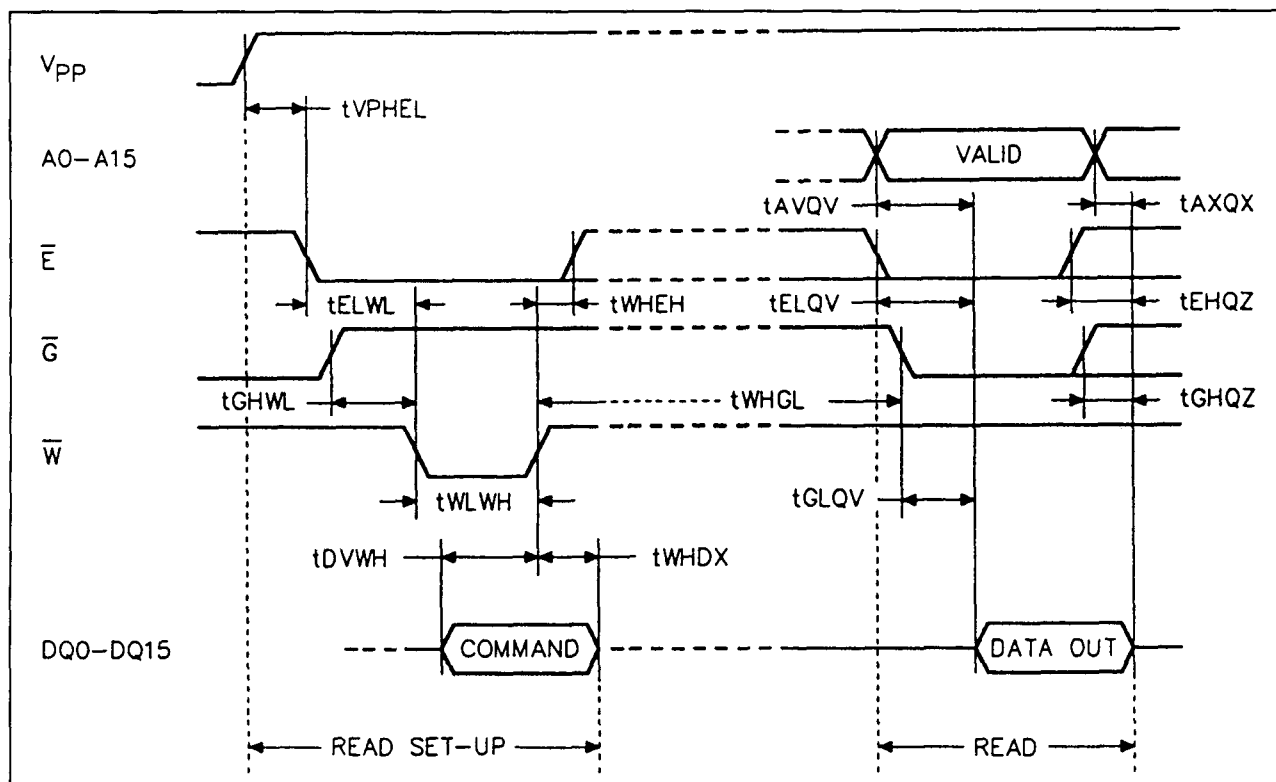 VPP
tVPHEL
A0-A15
VALID
tAVQV
tAXQX
E
tELWL
tWHEH
tELQV
tEHQZ
G
tGHWL
tWHGL
tGHQZ
W
tWLWH
tGLQV
tDVWH
tWHDX
DQ0-DQ15
COMMAND
DATA OUT
READ SET-UP
READ